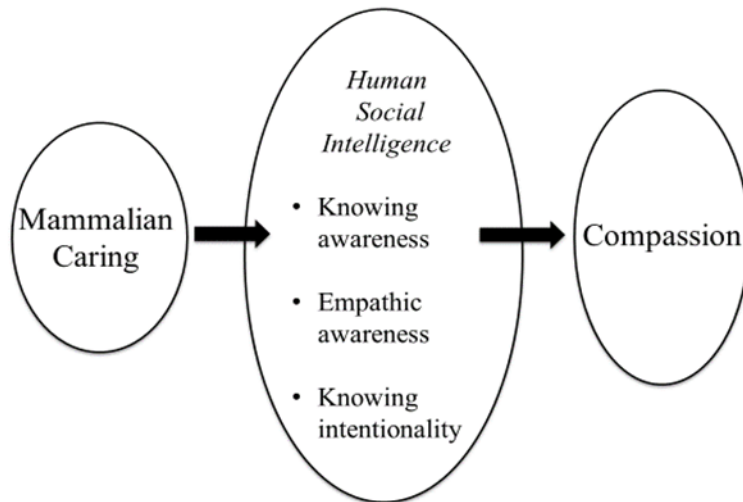 Mammalian
Caring
Human
Social
Intelligence
• Knowing
awareness
• Empathic
awareness
• Knowing
intentionality
Compassion